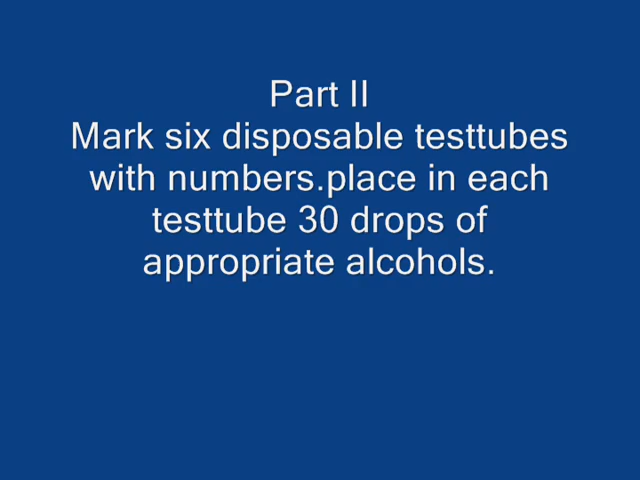 Part II
Mark six disposable testtubes
with numbers.place in each
testtube 30 drops of
appropriate alcohols.